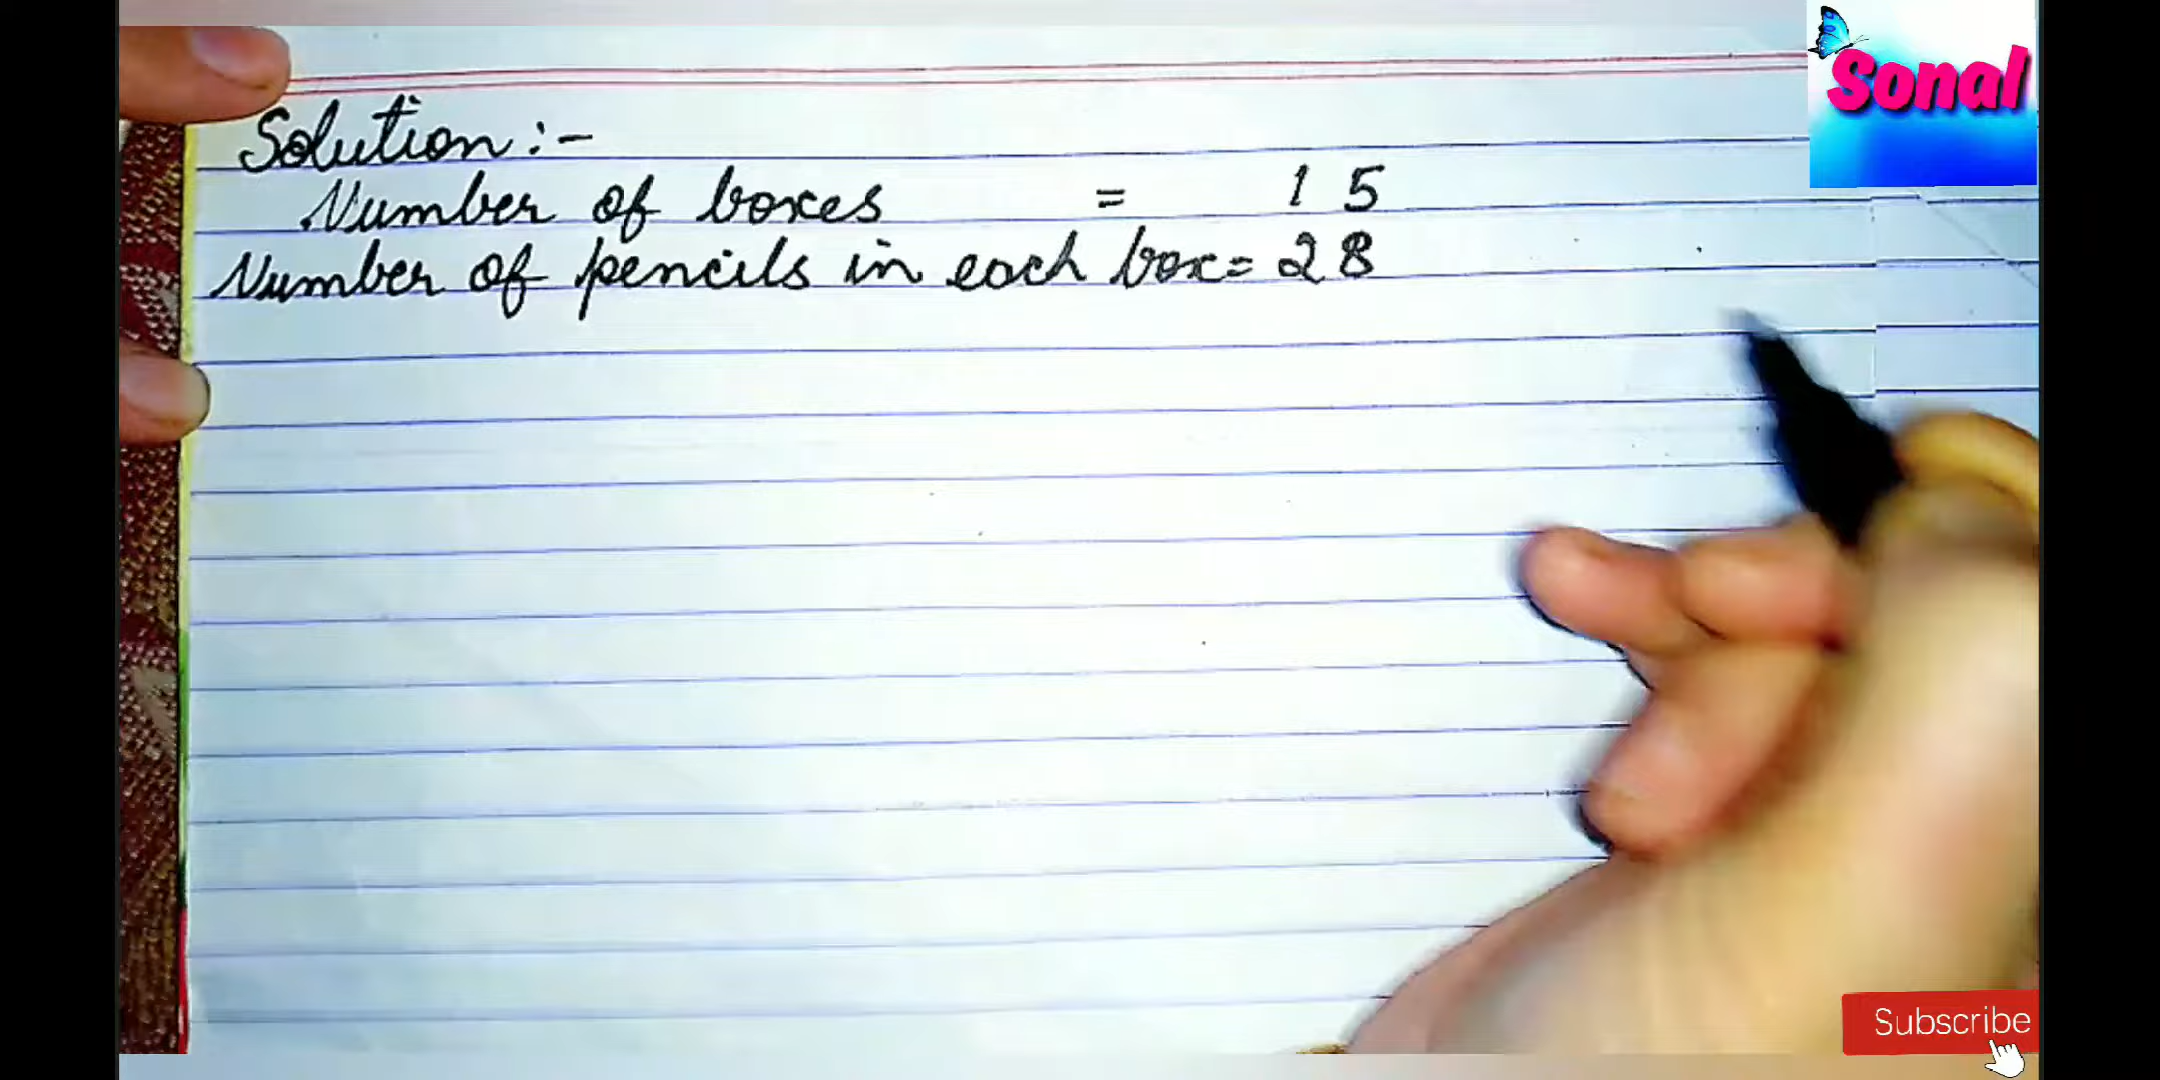 Sonal
Solution :-
Number of boxes = 15
Number of pencils in each box = 28
Subscribe